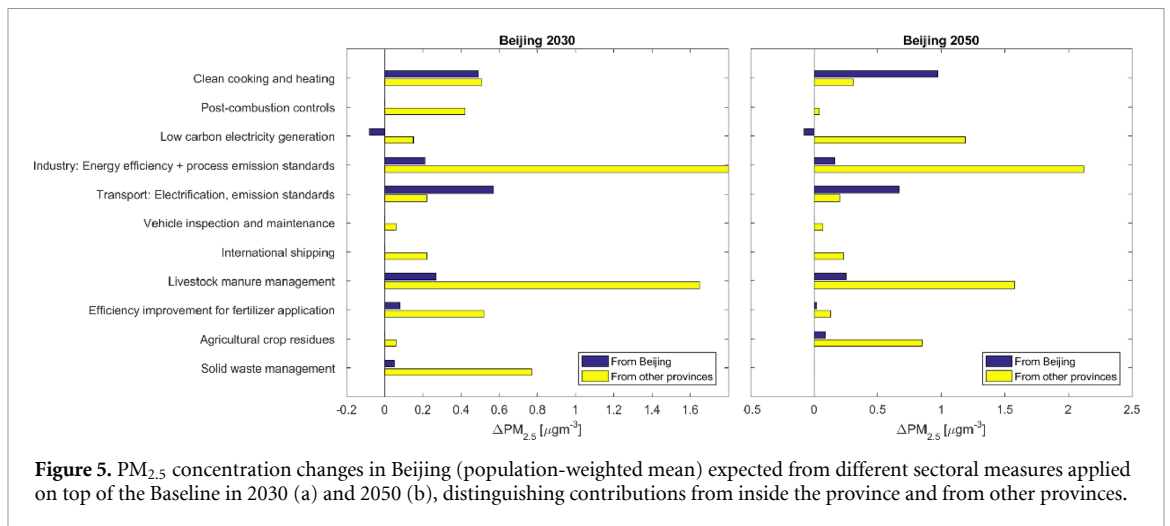 Beijing 2030
Beijing 2050
Clean cooking and heating
Post-combustion controls
Low carbon electricity generation
Industry: Energy efficiency + process emission standards
Transport: Electrification, emission standards
Vehicle inspection and maintenance
International shipping
Livestock manure management
Efficiency improvement for fertilizer application
Agricultural crop residues
Solid waste management
From Beijing
From other provinces
From Beijing
From other provinces
-0.2 0 0.2 0.4 0.6 0.8 1 1.2 1.4 1.6
0.5 0 0.5 1 1.5 2 2.5
ΔPM2.5 [μgm-3]
ΔPM2.5 [μgm-3]
Figure 5. PM2.5 concentration changes in Beijing (population-weighted mean) expected from different sectoral measures applied
on top of the Baseline in 2030 (a) and 2050 (b), distinguishing contributions from inside the province and from other provinces.